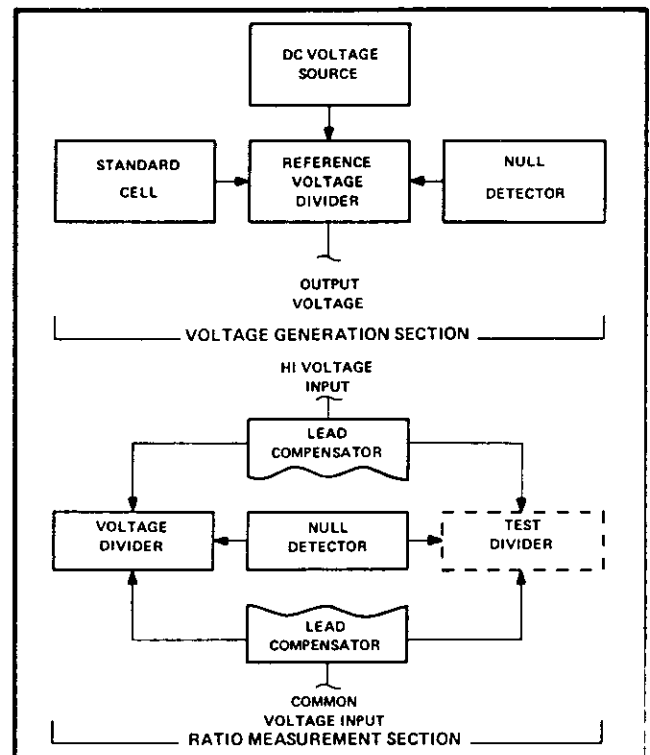 DC VOLTAGE
SOURCE
STANDARD
CELL
REFERENCE
VOLTAGE
DIVIDER
NULL
DETECTOR
OUTPUT
VOLTAGE
VOLTAGE GENERATION SECTION
HI VOLTAGE
INPUT
LEAD
COMPENSATOR
VOLTAGE
DIVIDER
NULL
DETECTOR
TEST
DIVIDER
LEAD
COMPENSATOR
COMMON
VOLTAGE INPUT
RATIO MEASUREMENT SECTION